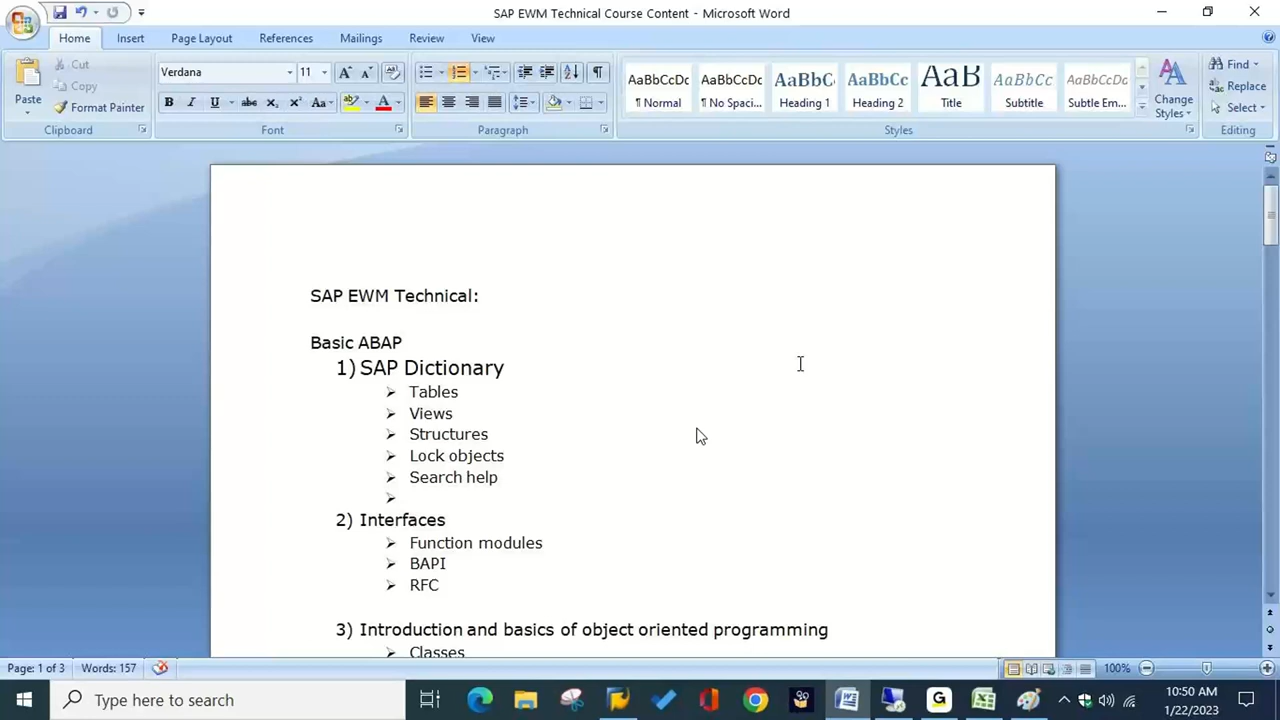 SAP EWM Technical Course Content - Microsoft Word
Home Insert Page Layout References Mailings Review View
Paste
Cut
Copy
Format Painter
Clipboard
Verdana 11
Font
Paragraph
AaBbCcDc AaBbCcDc AaBbC AaBbCc AaB AaBbCc AaBbCcDc
¶ Normal ¶ No Spaci... Heading 1 Heading 2 Title Subtitle Subtle Em...
Change Styles
Styles
Find
Replace
Select
Editing
SAP EWM Technical:
Basic ABAP
1) SAP Dictionary
➢ Tables
➢ Views
➢ Structures
➢ Lock objects
➢ Search help
➢
2) Interfaces
➢ Function modules
➢ BAPI
➢ RFC
3) Introduction and basics of object oriented programming
➢ Classes
Page: 1 of 3 Words: 157 100%
Type here to search
10:50 AM
1/22/2023